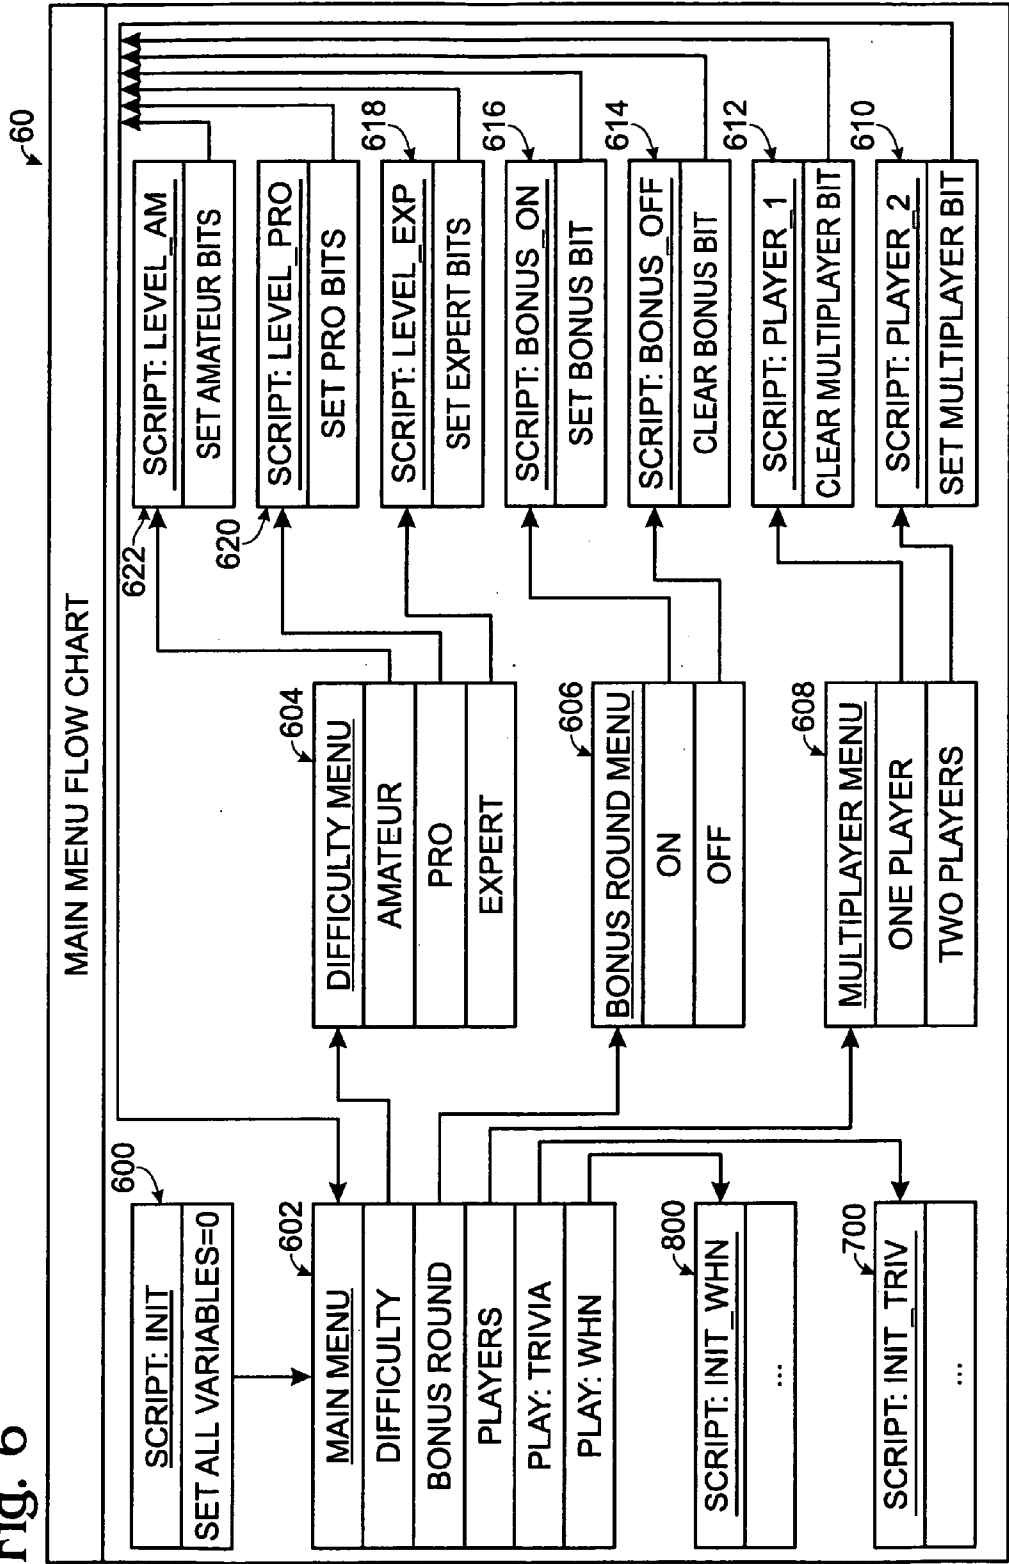 Fig. 6
60
MAIN MENU FLOW CHART
600
SCRIPT: INIT
SET ALL VARIABLES=0
602
MAIN MENU
DIFFICULTY
BONUS ROUND
PLAYERS
PLAY: TRIVIA
PLAY: WHN
800
SCRIPT: INIT_WHN
...
700
SCRIPT: INIT_TRIV
...
604
DIFFICULTY MENU
AMATEUR
PRO
EXPERT
606
BONUS ROUND MENU
ON
OFF
608
MULTIPLAYER MENU
ONE PLAYER
TWO PLAYERS
622
SCRIPT: LEVEL_AM
SET AMATEUR BITS
620
SCRIPT: LEVEL_PRO
SET PRO BITS
618
SCRIPT: LEVEL_EXP
SET EXPERT BITS
616
SCRIPT: BONUS_ON
SET BONUS BIT
614
SCRIPT: BONUS_OFF
CLEAR BONUS BIT
612
SCRIPT: PLAYER_1
CLEAR MULTIPLAYER BIT
610
SCRIPT: PLAYER_2
SET MULTIPLAYER BIT